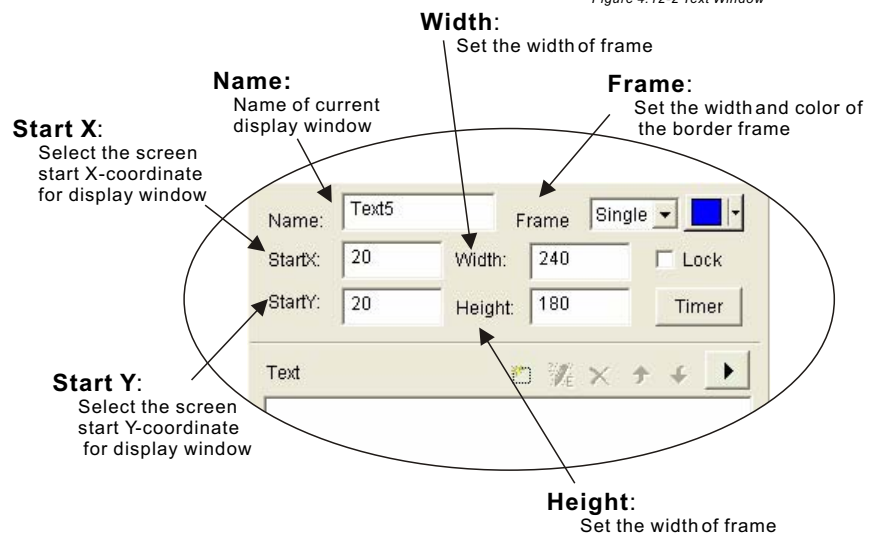 Figure 4.12-2 Text Window
Width:
Set the width of frame
Name:
Name of current
display window
Frame:
Set the width and color of
the border frame
Start X:
Select the screen
start X-coordinate
for display window
Name: Text5 Frame Single
StartX: 20 Width: 240 Lock
StartY: 20 Height: 180 Timer
Text
E
Start Y:
Select the screen
start Y-coordinate
for display window
Height:
Set the width of frame